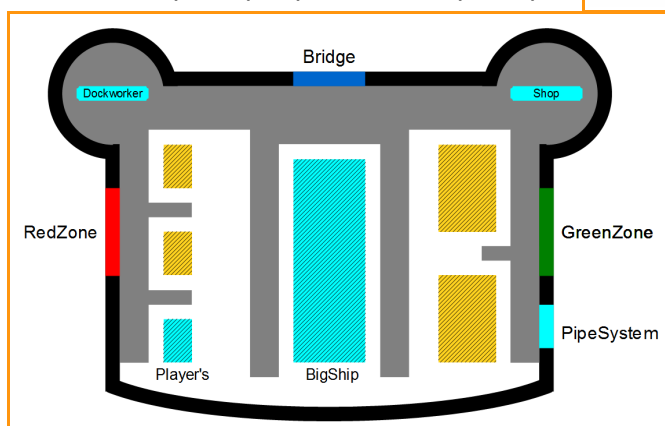 Bridge
Dockworker
Shop
RedZone
GreenZone
PipeSystem
Player's
BigShip